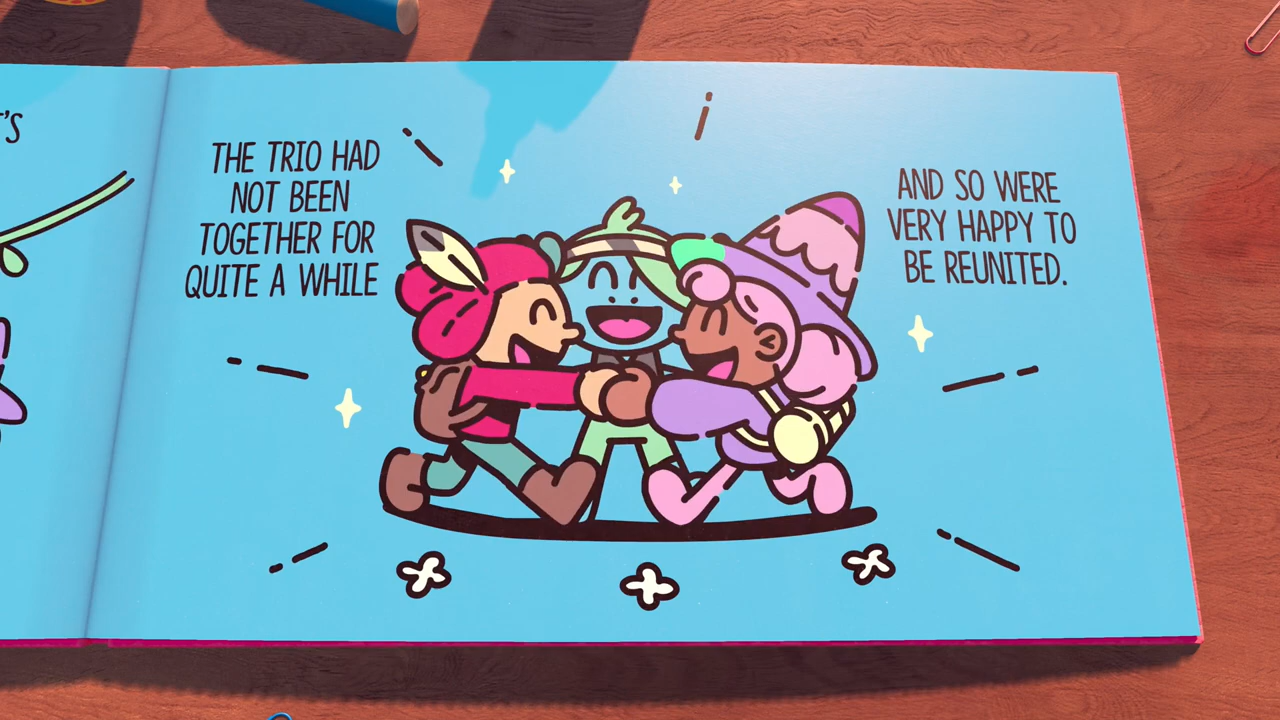 'S
THE TRIO HAD
NOT BEEN
TOGETHER FOR
QUITE A WHILE
AND SO WERE
VERY HAPPY TO
BE REUNITED.